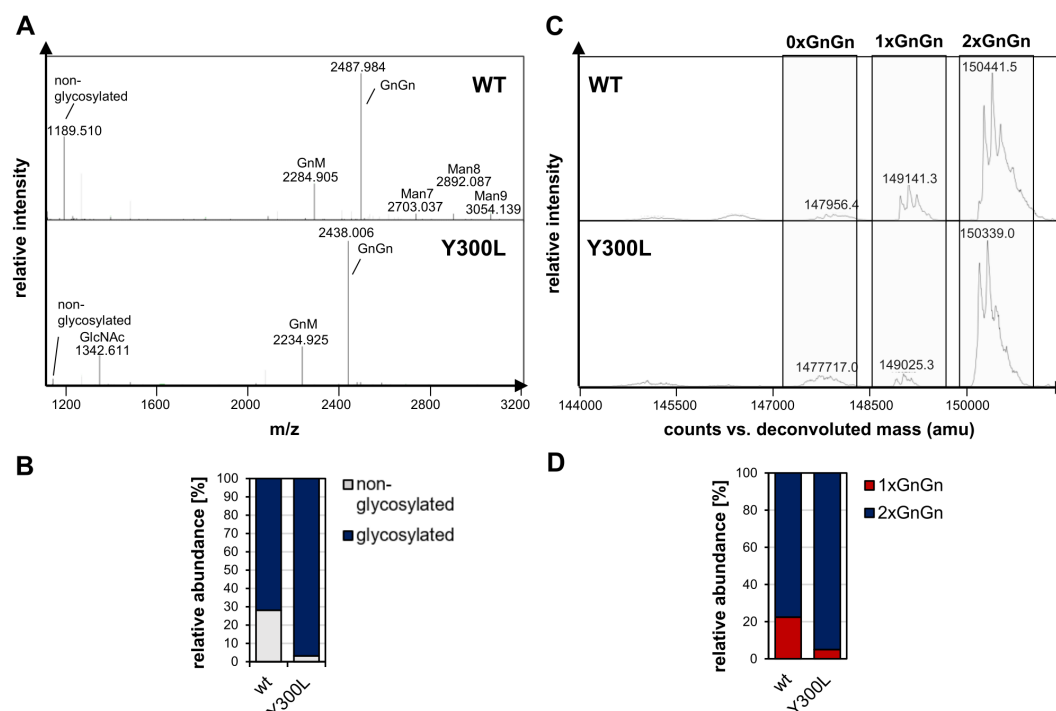 A
relative intensity
WT
non-
glycosylated
1189.510
GnM
2284.905
2487.984
GnGn
Man7
2703.037
Man8
2892.087
Man9
3054.139
Y300L
non-
glycosylated
GlcNAc
1342.611
GnM
2234.925
2438.006
GnGn
1200 1600 2000 2400 2800 3200
m/z
C
0xGnGn 1xGnGn 2xGnGn
relative intensity
WT
147956.4
149141.3
150441.5
Y300L
1477717.0
149025.3
150339.0
144000 145500 147000 148500 150000
counts vs. deconvoluted mass (amu)
B
relative abundance [%]
100
90
80
70
60
50
40
30
20
10
0
wt Y300L
non-
glycosylated
glycosylated
D
relative abundance [%]
100
80
60
40
20
0
wt Y300L
1xGnGn
2xGnGn